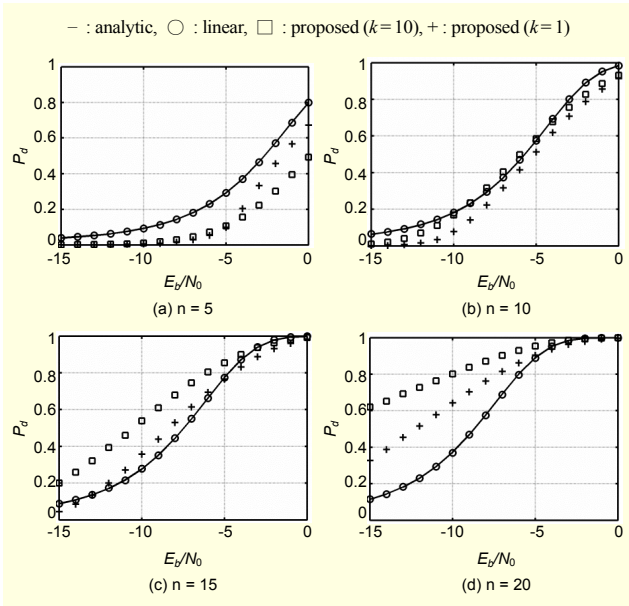 – : analytic, ○ : linear, □ : proposed (k=10), + : proposed (k=1)
1
0.8
0.6
0.4
0.2
0
-15 -10 -5 0
P_d
E_b/N_0
(a) n = 5
1
0.8
0.6
0.4
0.2
0
-15 -10 -5 0
P_d
E_b/N_0
(b) n = 10
1
0.8
0.6
0.4
0.2
0
-15 -10 -5 0
P_d
E_b/N_0
(c) n = 15
1
0.8
0.6
0.4
0.2
0
-15 -10 -5 0
P_d
E_b/N_0
(d) n = 20